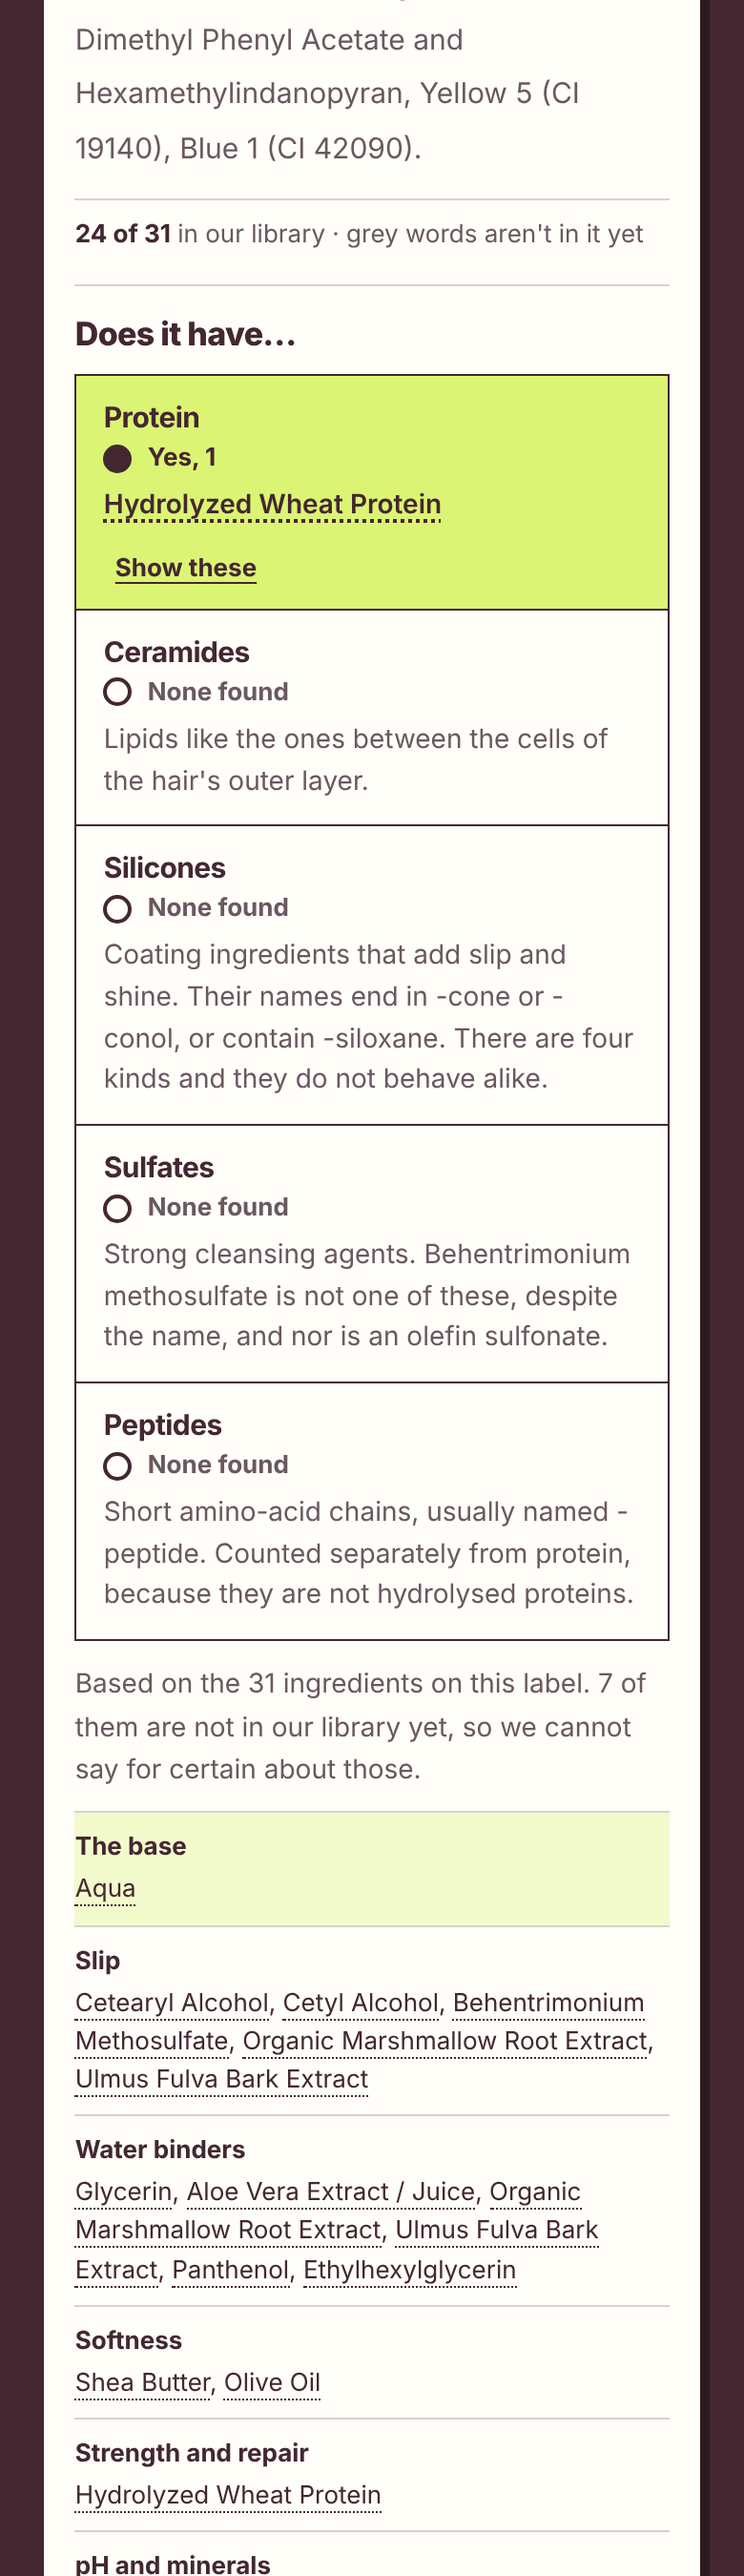 Dimethyl Phenyl Acetate and
Hexamethylindanopyran, Yellow 5 (CI
19140), Blue 1 (CI 42090).
24 of 31 in our library · grey words aren't in it yet
Does it have…
Protein
Yes, 1
Hydrolyzed Wheat Protein
Show these
Ceramides
None found
Lipids like the ones between the cells of
the hair's outer layer.
Silicones
None found
Coating ingredients that add slip and
shine. Their names end in -cone or -
conol, or contain -siloxane. There are four
kinds and they do not behave alike.
Sulfates
None found
Strong cleansing agents. Behentrimonium
methosulfate is not one of these, despite
the name, and nor is an olefin sulfonate.
Peptides
None found
Short amino-acid chains, usually named -
peptide. Counted separately from protein,
because they are not hydrolysed proteins.
Based on the 31 ingredients on this label. 7 of
them are not in our library yet, so we cannot
say for certain about those.
The base
Aqua
Slip
Cetearyl Alcohol, Cetyl Alcohol, Behentrimonium
Methosulfate, Organic Marshmallow Root Extract,
Ulmus Fulva Bark Extract
Water binders
Glycerin, Aloe Vera Extract / Juice, Organic
Marshmallow Root Extract, Ulmus Fulva Bark
Extract, Panthenol, Ethylhexylglycerin
Softness
Shea Butter, Olive Oil
Strength and repair
Hydrolyzed Wheat Protein
pH and minerals